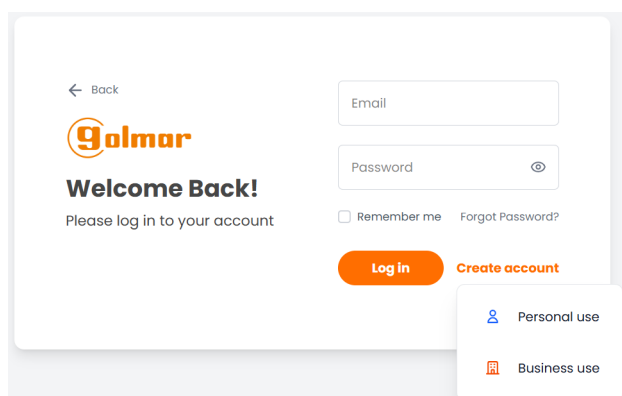 Back
golmar
Welcome Back!
Please log in to your account
Email
Password
Remember me
Forgot Password?
Log in
Create account
Personal use
Business use